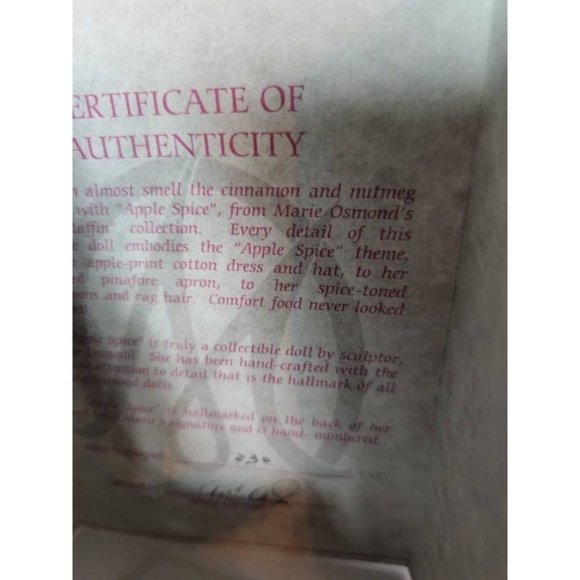 ERTIFICATE OF
AUTHENTICITY
almost smell the cinnamon and nutmeg
with "Apple Spice", from Marie Osmond's
uffin" collection. Every detail of this
doll embodies the "Apple Spice" theme,
apple-print cotton dress and hat, to her
ed pinafore apron, to her spice-toned
oons and rag hair. Comfort food never looked
Apple Spice" is truly a collectible doll by sculptor,
Osmond. She has been hand-crafted with the
attention to detail that is the hallmark of all
Osmond dolls.
Spice" is hallmarked on the back of her
with Marie's signature and is hand- numbered.
230